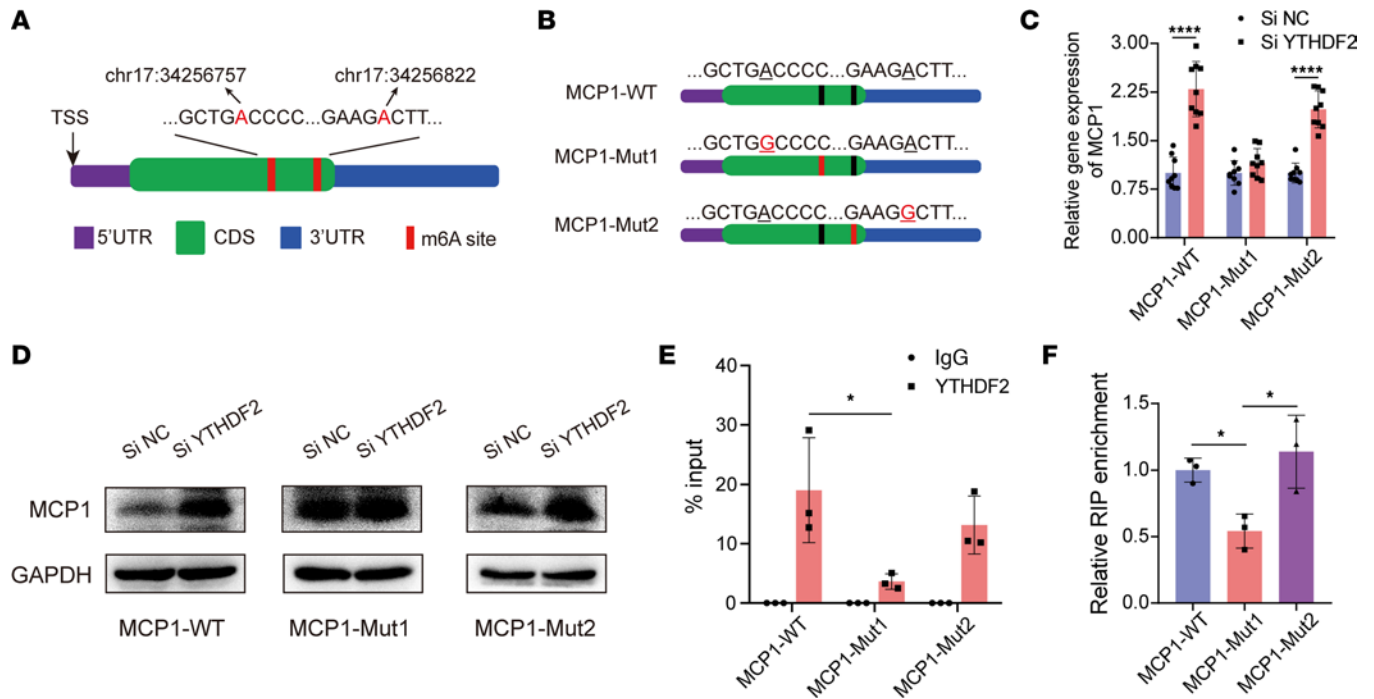 A
chr17:34256757
chr17:34256822
TSS
...GCTGACCCC...GAAGACTT...
5'UTR
CDS
3'UTR
m6A site
B
...GCTGACCCC...GAAGACTT...
MCP1-WT
...GCTGGCCCC...GAAGACTT...
MCP1-Mut1
...GCTGACCCC...GAAGGCTT...
MCP1-Mut2
C
Si NC
Si YTHDF2
Relative gene expression
of MCP1
3.00
2.25
1.50
0.75
0.00
****
****
MCP1-WT
MCP1-Mut1
MCP1-Mut2
D
Si NC
Si YTHDF2
Si NC
Si YTHDF2
Si NC
Si YTHDF2
MCP1
GAPDH
MCP1-WT
MCP1-Mut1
MCP1-Mut2
E
IgG
YTHDF2
% input
40
30
20
10
0
*
MCP1-WT
MCP1-Mut1
MCP1-Mut2
F
Relative RIP enrichment
1.5
1.0
0.5
0.0
*
*
MCP1-WT
MCP1-Mut1
MCP1-Mut2